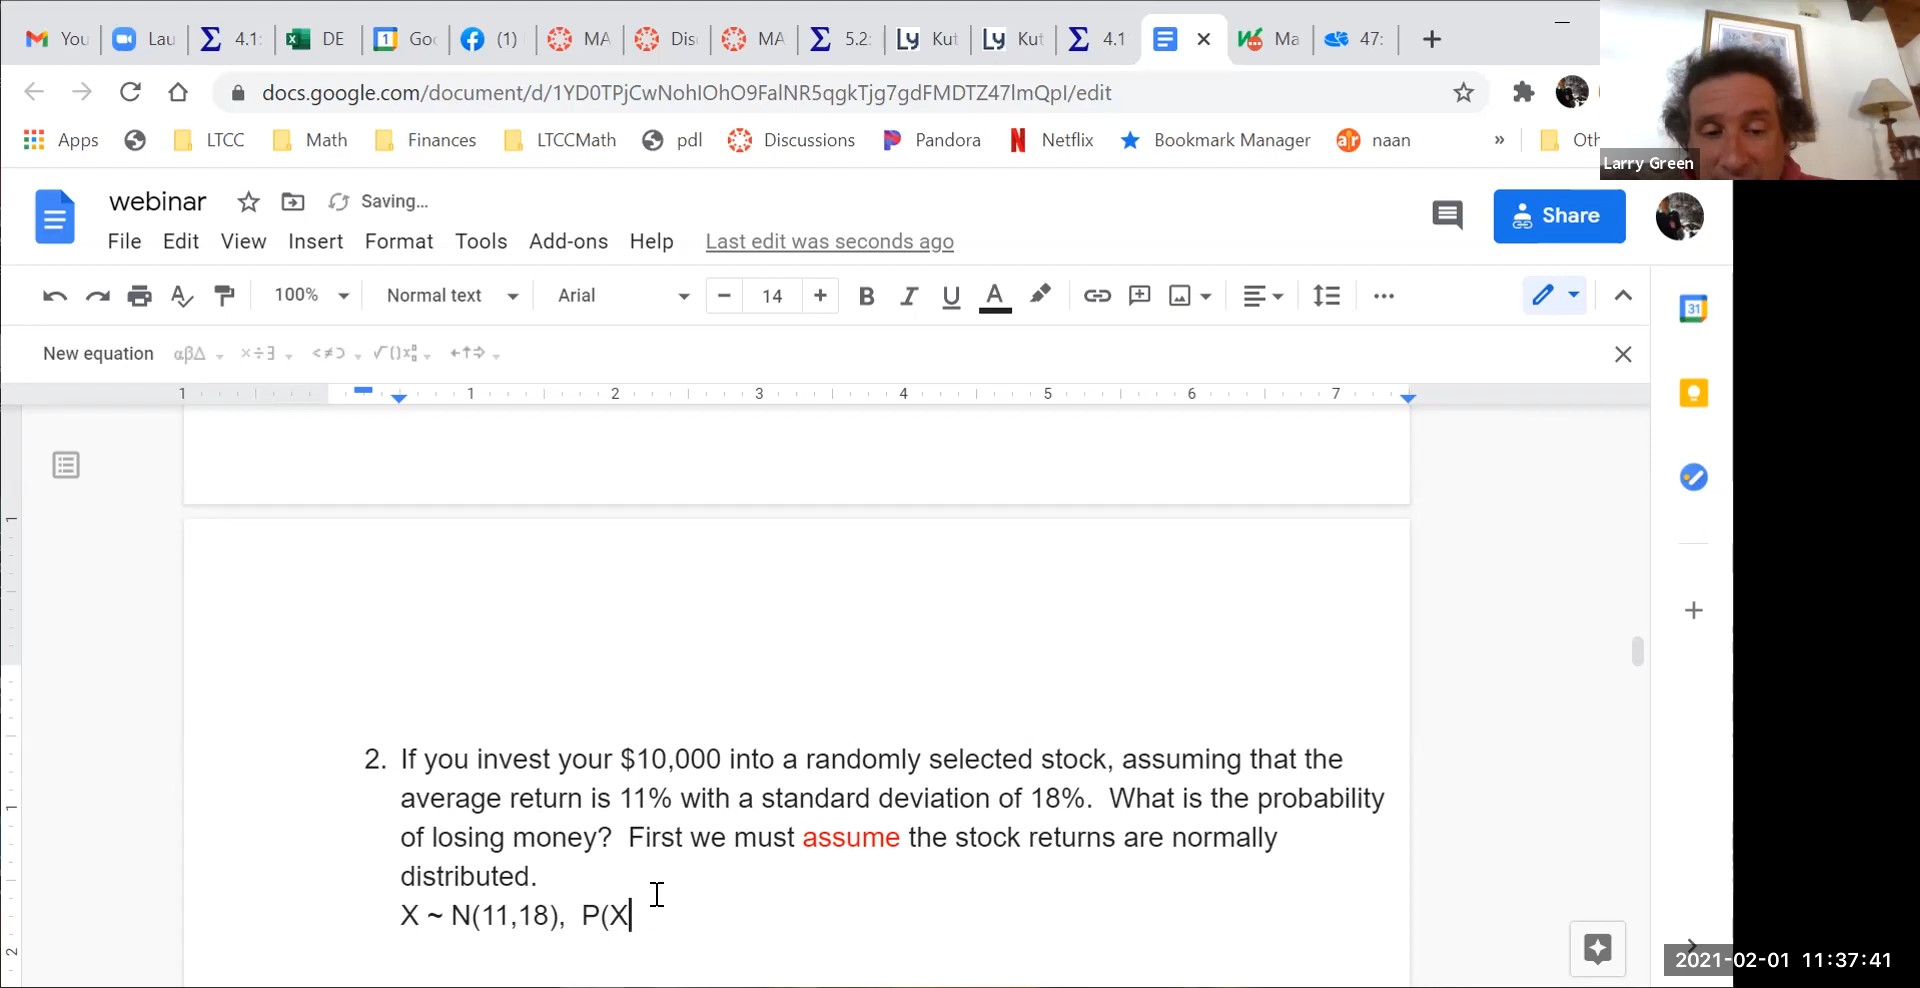 You
Lau
4.1:
DE
Goo
(1)
MA
Disc
MA
5.2:
Kut
Kut
4.1
Ma
47:
docs.google.com/document/d/1YD0TPjCwNohIOhO9FalNR5qgkTjg7gdFMDTZ47lmQpI/edit
Apps LTCC Math Finances LTCCMath pdl Discussions Pandora Netflix Bookmark Manager naan » Oth
Larry Green
webinar Saving...
File Edit View Insert Format Tools Add-ons Help Last edit was seconds ago
Share
100% Normal text Arial 14
New equation
1 1 2 3 4 5 6 7
31
2. If you invest your $10,000 into a randomly selected stock, assuming that the
average return is 11% with a standard deviation of 18%. What is the probability
of losing money? First we must assume the stock returns are normally
distributed.
X ~ N(11,18), P(X
2021-02-01 11:37:41